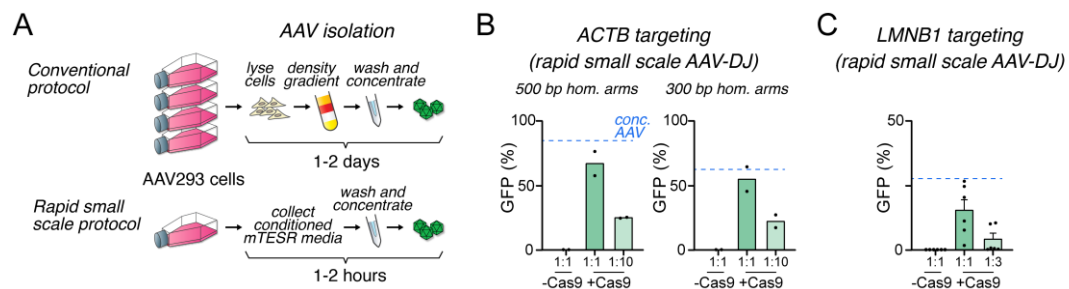 A
AAV isolation
Conventional
protocol
lyse
cells
density
gradient
wash and
concentrate
1-2 days
AAV293 cells
Rapid small
scale protocol
collect
conditioned
mTESR media
wash and
concentrate
1-2 hours
B
ACTB targeting
(rapid small scale AAV-DJ)
500 bp hom. arms
300 bp hom. arms
conc.
AAV
GFP (%)
100
50
0
1:1 1:1 1:10
-Cas9 +Cas9
GFP (%)
100
50
0
1:1 1:1 1:10
-Cas9 +Cas9
C
LMNB1 targeting
(rapid small scale AAV-DJ)
GFP (%)
50
0
1:1 1:1 1:3
-Cas9 +Cas9